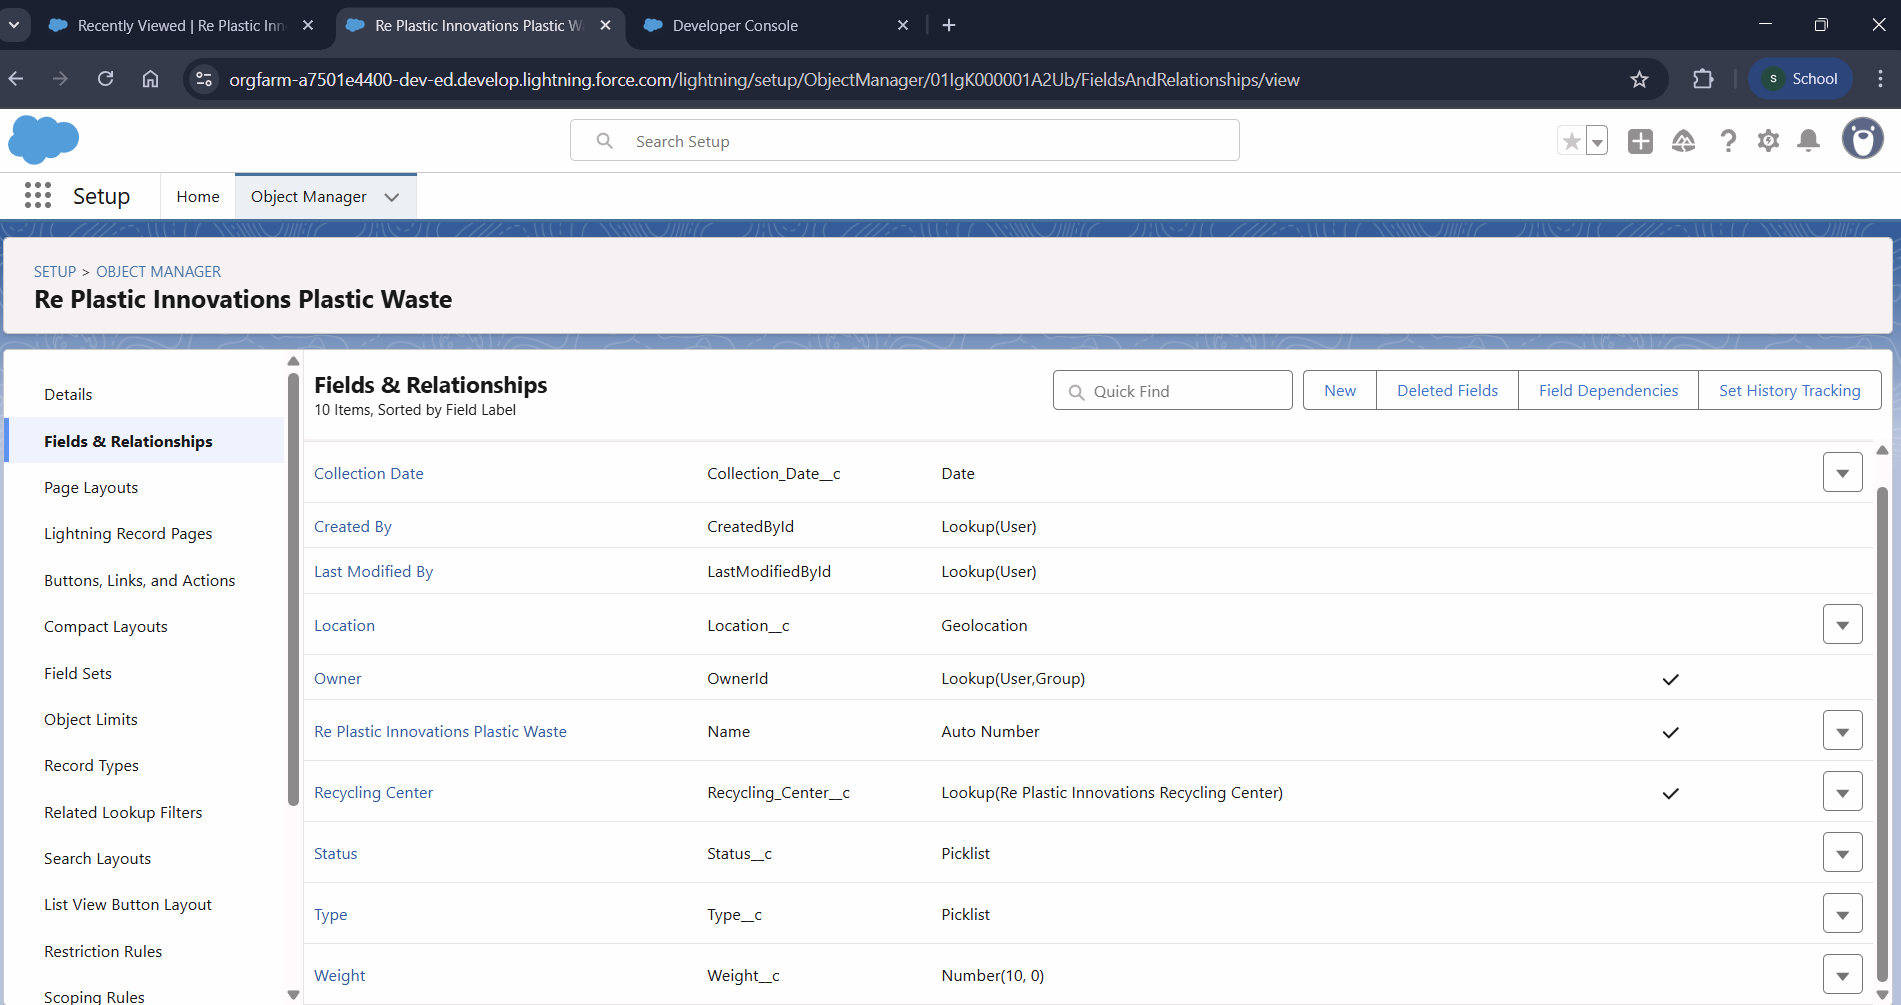 Recently Viewed | Re Plastic Inn
Re Plastic Innovations Plastic W
Developer Console
orgfarm-a7501e4400-dev-ed.develop.lightning.force.com/lightning/setup/ObjectManager/01IgK000001A2Ub/FieldsAndRelationships/view
S School
Search Setup
Setup Home Object Manager
SETUP > OBJECT MANAGER
Re Plastic Innovations Plastic Waste
Details
Fields & Relationships
Page Layouts
Lightning Record Pages
Buttons, Links, and Actions
Compact Layouts
Field Sets
Object Limits
Record Types
Related Lookup Filters
Search Layouts
List View Button Layout
Restriction Rules
Scoping Rules
Fields & Relationships
10 Items, Sorted by Field Label
Quick Find
New Deleted Fields Field Dependencies Set History Tracking
Collection Date Collection_Date__c Date
Created By CreatedById Lookup(User)
Last Modified By LastModifiedById Lookup(User)
Location Location__c Geolocation
Owner OwnerId Lookup(User,Group)
Re Plastic Innovations Plastic Waste Name Auto Number
Recycling Center Recycling_Center__c Lookup(Re Plastic Innovations Recycling Center)
Status Status__c Picklist
Type Type__c Picklist
Weight Weight__c Number(10, 0)